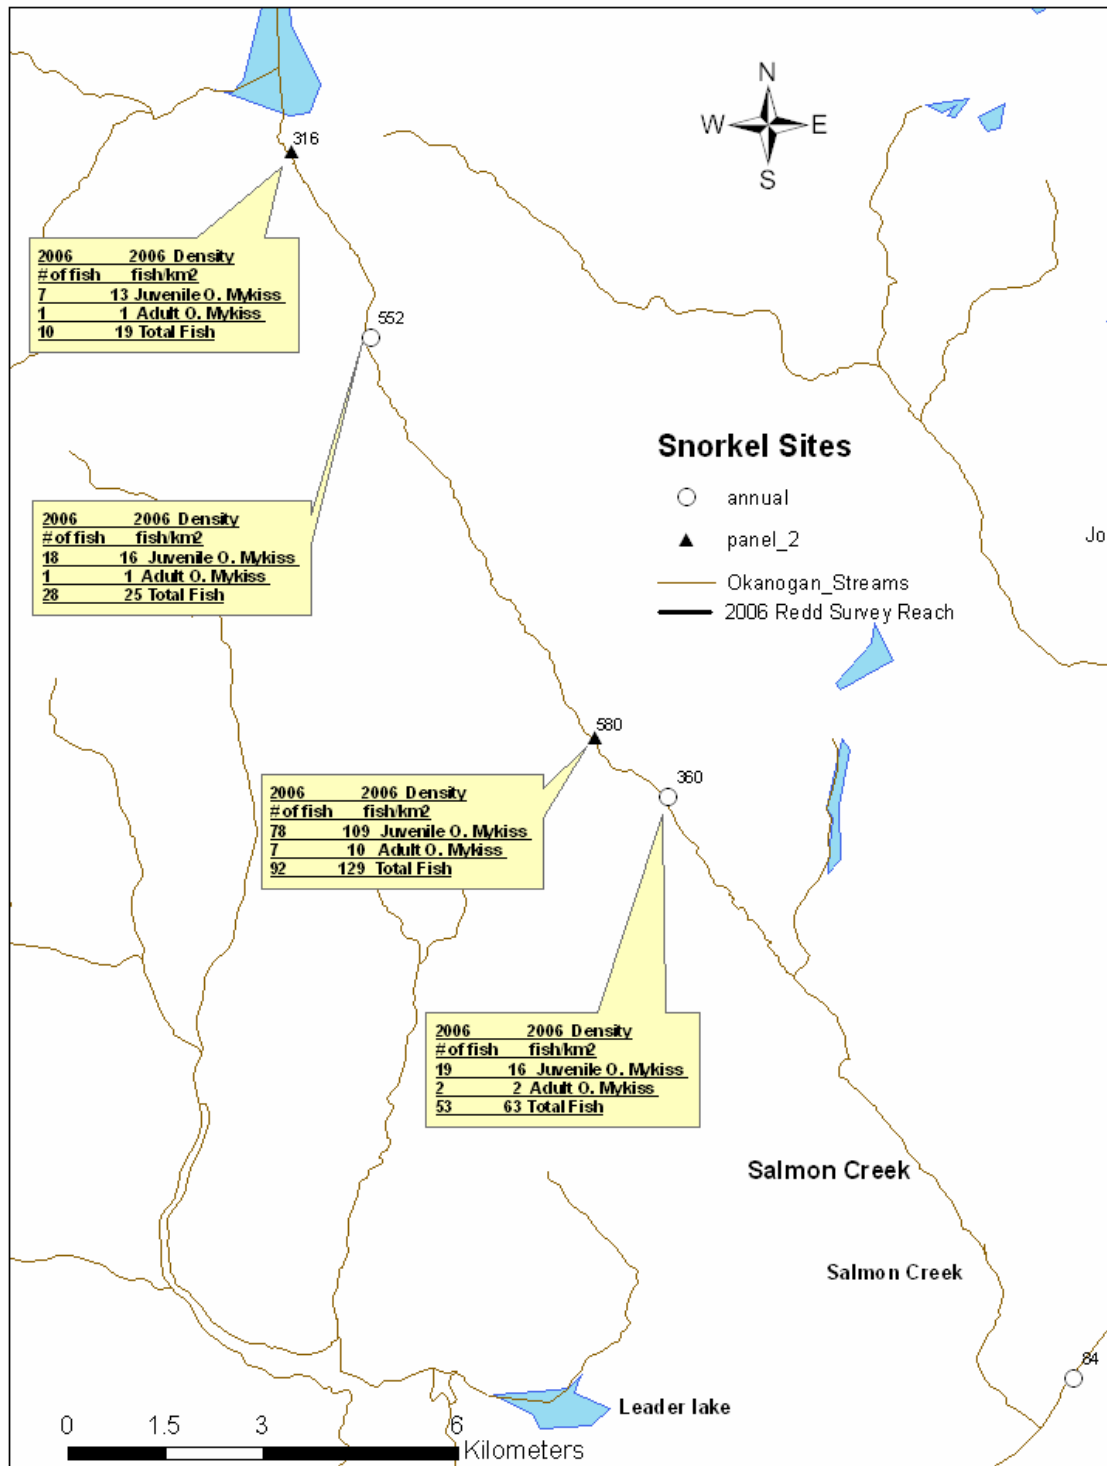 N
W E
S
316
2006 2006 Density
# of fish fish/km2
7 13 Juvenile O. Mykiss
1 1 Adult O. Mykiss
10 19 Total Fish
552
Snorkel Sites
annual
panel_2
Okanogan_Streams
2006 Redd Survey Reach
Jo
2006 2006 Density
# of fish fish/km2
18 16 Juvenile O. Mykiss
1 1 Adult O. Mykiss
28 25 Total Fish
580
360
2006 2006 Density
# of fish fish/km2
78 109 Juvenile O. Mykiss
7 10 Adult O. Mykiss
92 129 Total Fish
2006 2006 Density
# of fish fish/km2
19 16 Juvenile O. Mykiss
2 2 Adult O. Mykiss
53 63 Total Fish
Salmon Creek
Salmon Creek
84
Leader lake
0 1.5 3 6
Kilometers